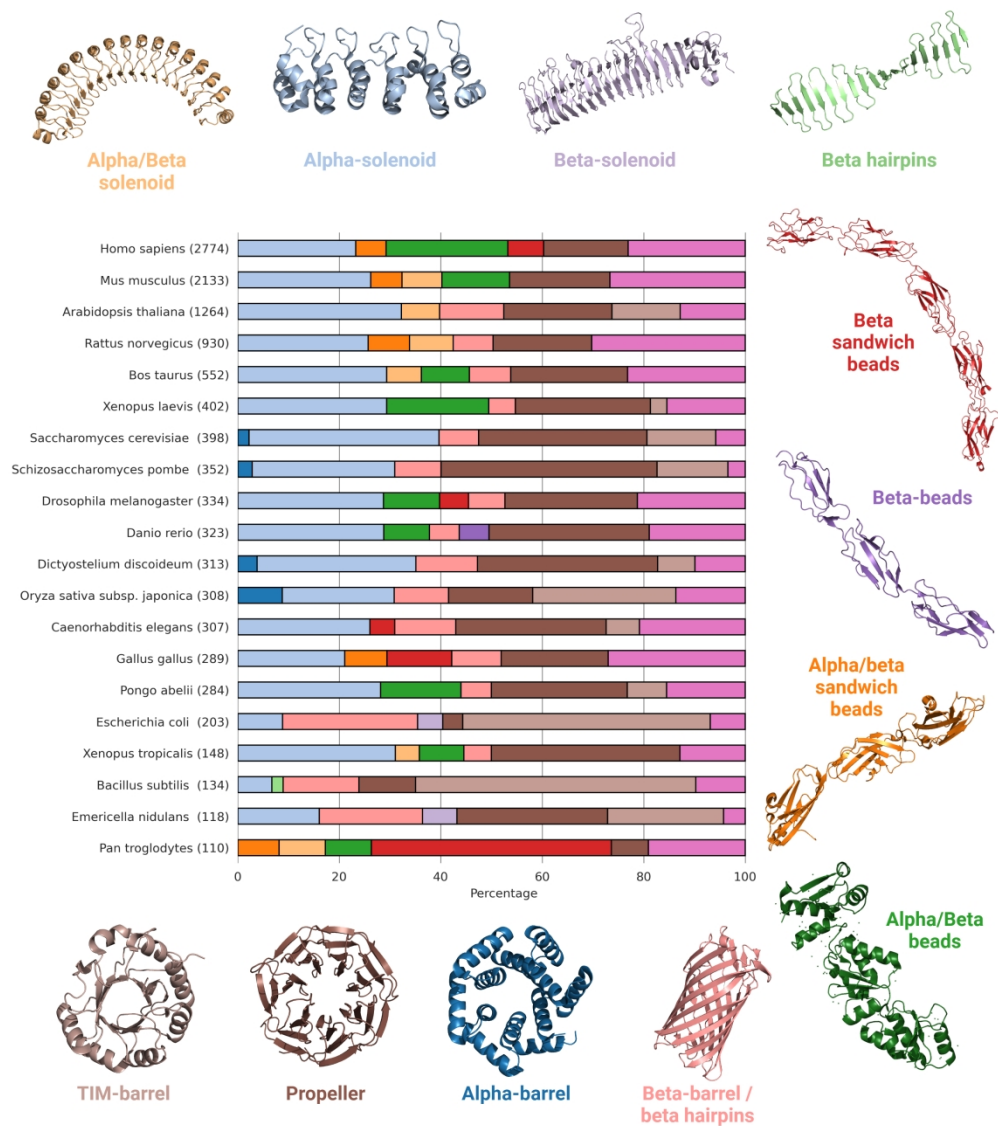 Alpha/Beta
solenoid
Alpha-solenoid
Beta-solenoid
Beta hairpins
Homo sapiens (2774)
Mus musculus (2133)
Arabidopsis thaliana (1264)
Rattus norvegicus (930)
Bos taurus (552)
Xenopus laevis (402)
Saccharomyces cerevisiae (398)
Schizosaccharomyces pombe (352)
Drosophila melanogaster (334)
Danio rerio (323)
Dictyostelium discoideum (313)
Oryza sativa subsp. japonica (308)
Caenorhabditis elegans (307)
Gallus gallus (289)
Pongo abelii (284)
Escherichia coli (203)
Xenopus tropicalis (148)
Bacillus subtilis (134)
Emericella nidulans (118)
Pan troglodytes (110)
0 20 40 60 80 100
Percentage
Beta
sandwich
beads
Beta-beads
Alpha/beta
sandwich
beads
Alpha/Beta
beads
TIM-barrel
Propeller
Alpha-barrel
Beta-barrel /
beta hairpins